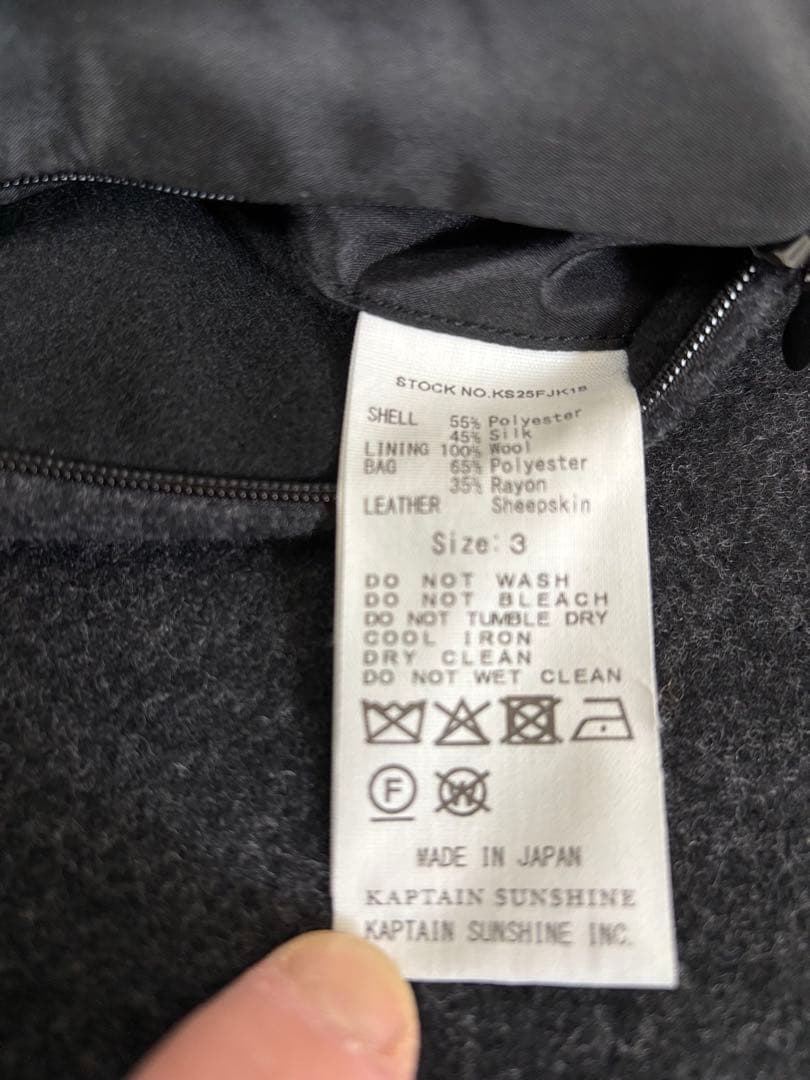 STOCK NO.KS25FJK18
SHELL 55% Polyester
45% Silk
LINING 100% Wool
BAG 65% Polyester
35% Rayon
LEATHER Sheepskin
Size: 3
DO NOT WASH
DO NOT BLEACH
DO NOT TUMBLE DRY
COOL IRON
DRY CLEAN
DO NOT WET CLEAN
F W
MADE IN JAPAN
KAPTAIN SUNSHINE
KAPTAIN SUNSHINE INC.